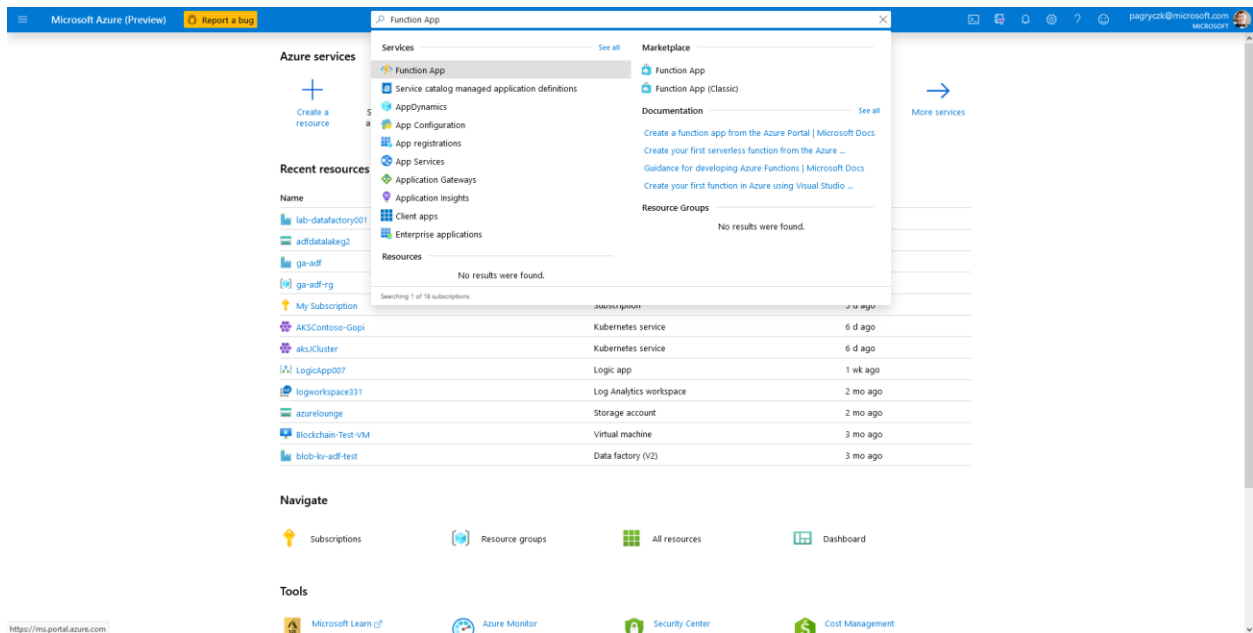 Microsoft Azure (Preview)
Report a bug
Function App
pagryczk@microsoft.com
MICROSOFT
Azure services
Create a resource
S
a
More services
Services
See all
Function App
Service catalog managed application definitions
AppDynamics
App Configuration
App registrations
App Services
Application Gateways
Application Insights
Client apps
Enterprise applications
Resources
No results were found.
Searching 1 of 18 subscriptions.
Marketplace
Function App
Function App (Classic)
Documentation
See all
Create a function app from the Azure Portal | Microsoft Docs
Create your first serverless function from the Azure ...
Guidance for developing Azure Functions | Microsoft Docs
Create your first function in Azure using Visual Studio ...
Resource Groups
No results were found.
Recent resources
Name
lab-datafactory001
adfdatalakeg2
ga-adf
ga-adf-rg
My Subscription Subscription 5 d ago
AKSContoso-Gopi Kubernetes service 6 d ago
aksJCluster Kubernetes service 6 d ago
LogicApp007 Logic app 1 wk ago
logworkspace331 Log Analytics workspace 2 mo ago
azurelounge Storage account 2 mo ago
Blockchain-Test-VM Virtual machine 3 mo ago
blob-kv-adf-test Data factory (V2) 3 mo ago
Navigate
Subscriptions Resource groups All resources Dashboard
Tools
Microsoft Learn Azure Monitor Security Center Cost Management
https://ms.portal.azure.com